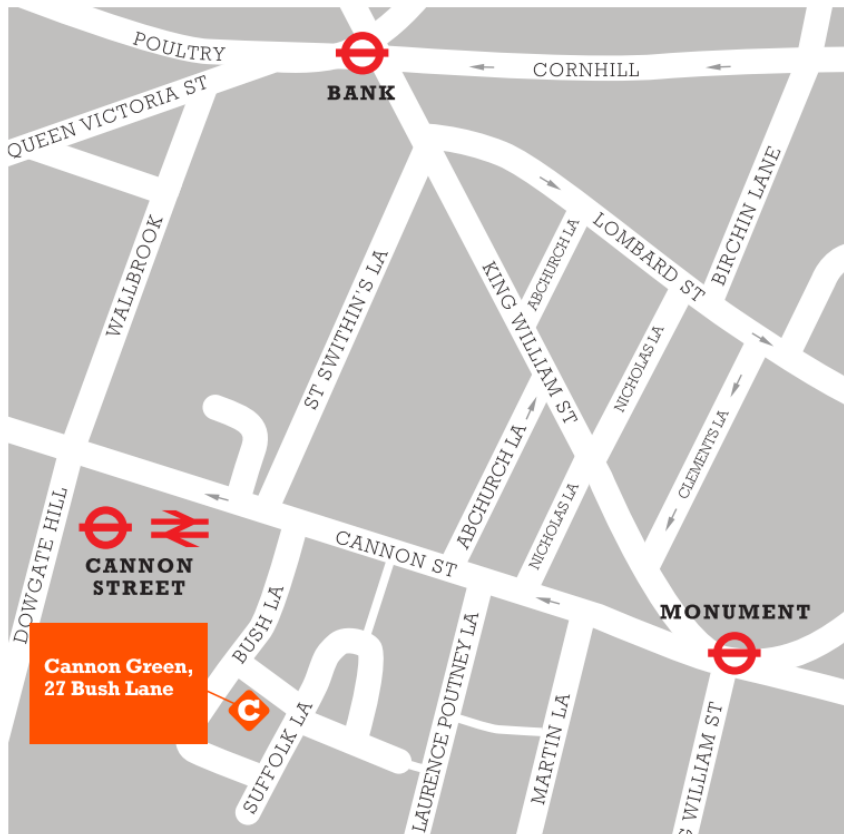 POULTRY
BANK
CORNHILL
QUEEN VICTORIA ST
WALLBROOK
ST SWITHIN'S LA
KING WILLIAM ST
ABCHURCH LA
LOMBARD ST
BIRCHIN LANE
NICHOLAS LA
CLEMENTS LA
ABCHURCH LA
NICHOLAS LA
CANNON ST
DOWGATE HILL
CANNON
STREET
BUSH LA
MONUMENT
Cannon Green,
27 Bush Lane
C
SUFFOLK LA
LAURENCE POUTNEY LA
MARTIN LA
G WILLIAM ST